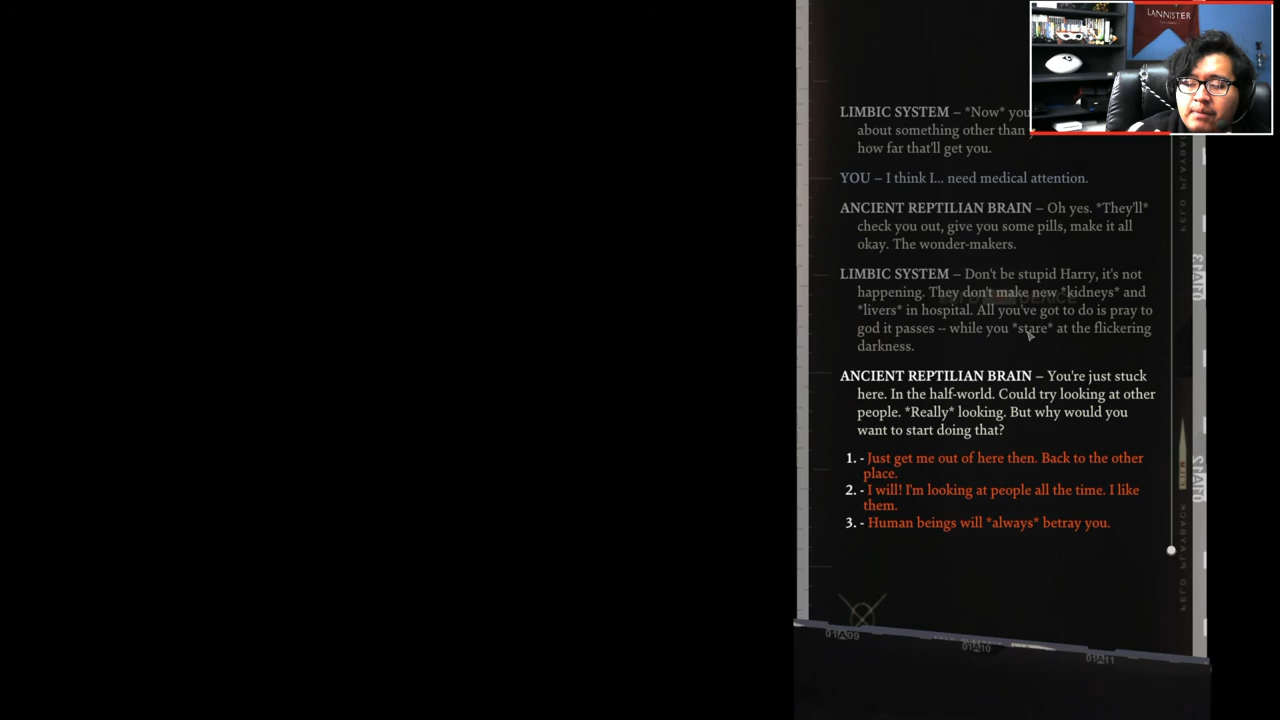 LANNISTER
LIMBIC SYSTEM – *Now* you
about something other than
how far that'll get you.
YOU – I think I... need medical attention.
ANCIENT REPTILIAN BRAIN – Oh yes. *They'll*
check you out, give you some pills, make it all
okay. The wonder-makers.
LIMBIC SYSTEM – Don't be stupid Harry, it's not
happening. They don't make new *kidneys* and
*livers* in hospital. All you've got to do is pray to
god it passes -- while you *stare* at the flickering
darkness.
ANCIENT REPTILIAN BRAIN – You're just stuck
here. In the half-world. Could try looking at other
people. *Really* looking. But why would you
want to start doing that?
1. - Just get me out of here then. Back to the other
place.
2. - I will! I'm looking at people all the time. I like
them.
3. - Human beings will *always* betray you.
01A09
01A10
01A11